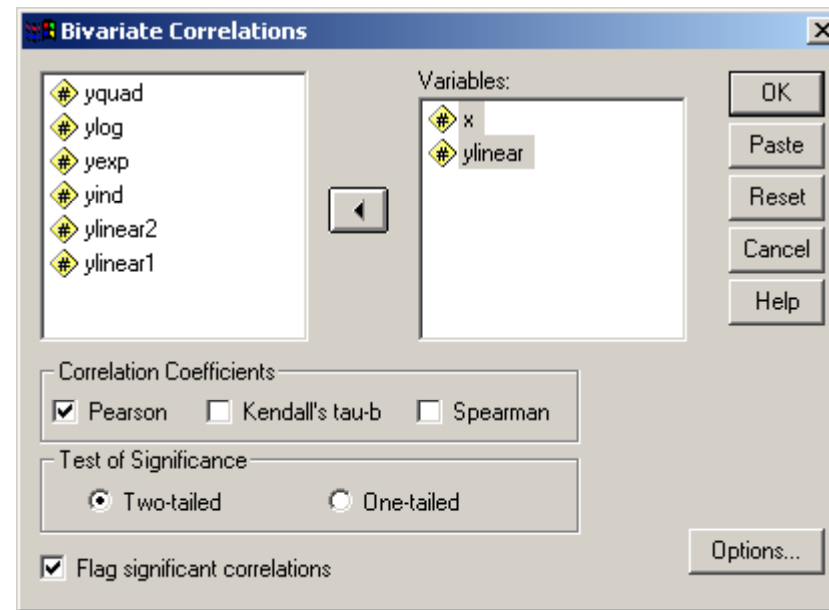 Bivariate Correlations
yquad
ylog
yexp
yind
ylinear2
ylinear1
Variables:
x
ylinear
OK
Paste
Reset
Cancel
Help
Correlation Coefficients
Pearson Kendall's tau-b Spearman
Test of Significance
Two-tailed One-tailed
Flag significant correlations
Options...